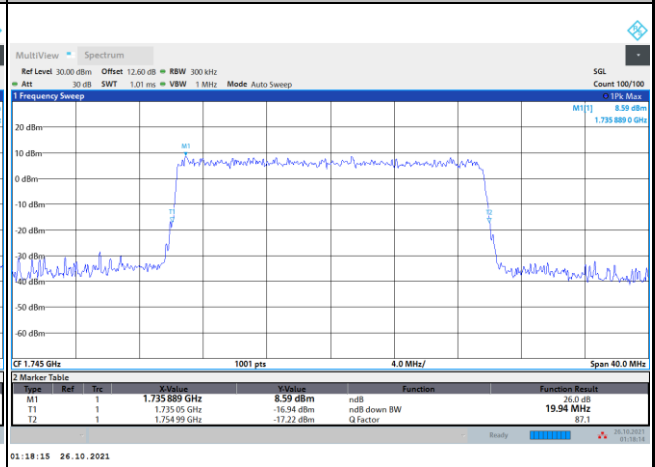 MultiView Spectrum
Ref Level 30.00 dBm Offset 12.60 dB RBW 300 kHz SGL
Att 30 dB SWT 1.01 ms VBW 1 MHz Mode Auto Sweep Count 100/100
1 Frequency Sweep 1Pk Max
M1[1] 8.59 dBm
1.735 889 0 GHz
20 dBm
M1
10 dBm
0 dBm
-10 dBm
T1 T2
-20 dBm
-30 dBm
-40 dBm
-50 dBm
-60 dBm
CF 1.745 GHz 1001 pts 4.0 MHz/ Span 40.0 MHz
2 Marker Table
Type Ref Trc X-Value Y-Value Function Function Result
M1 1 1.735 889 GHz 8.59 dBm ndB 26.0 dB
T1 1 1.735 05 GHz -16.94 dBm ndB down BW 19.94 MHz
T2 1 1.754 99 GHz -17.22 dBm Q Factor 87.1
Ready 26.10.2021
01:18:14
01:18:15 26.10.2021